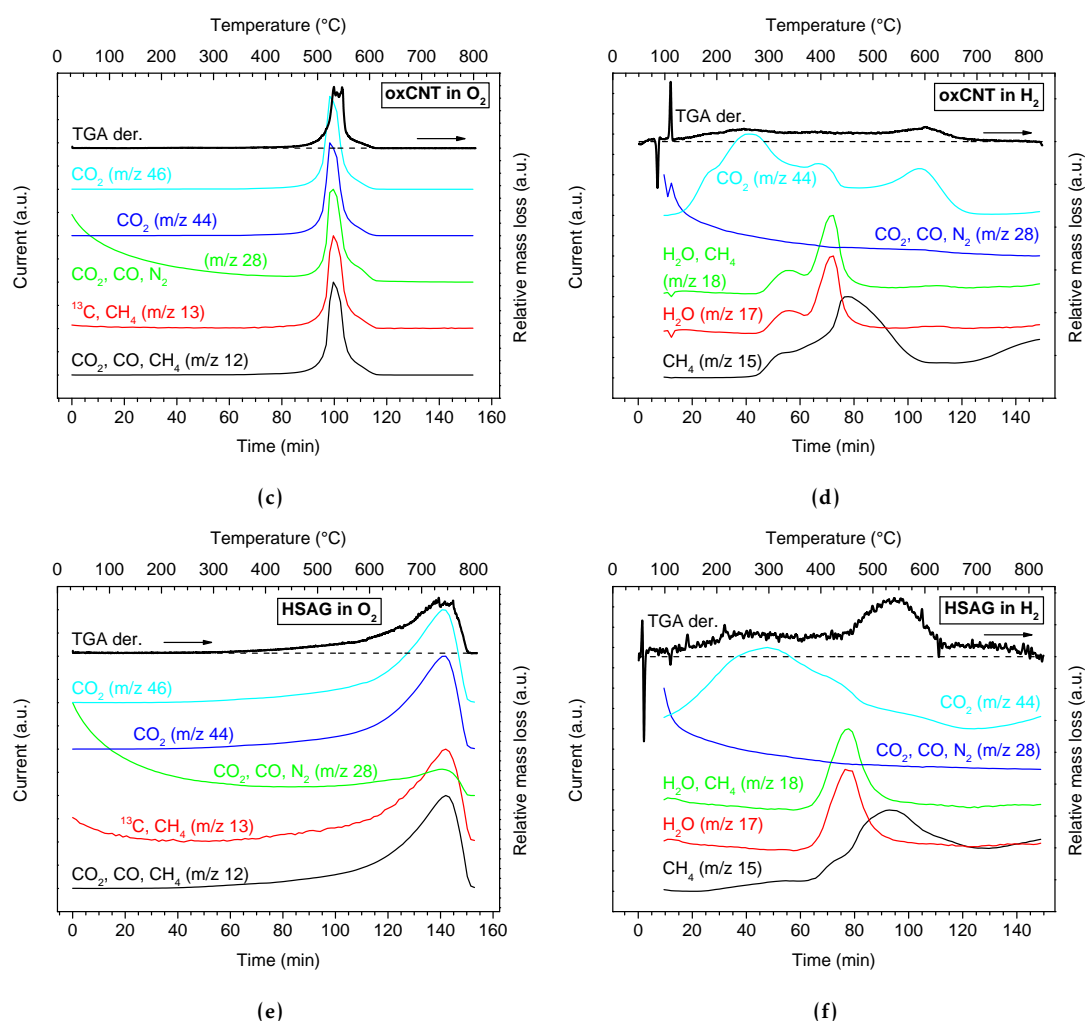 Temperature (°C)
0 100 200 300 400 500 600 700 800
oxCNT in O2
TGA der.
CO2 (m/z 46)
CO2 (m/z 44)
(m/z 28)
CO2, CO, N2
13C, CH4 (m/z 13)
CO2, CO, CH4 (m/z 12)
Current (a.u.)
Relative mass loss (a.u.)
0 20 40 60 80 100 120 140 160
Time (min)
(c)
Temperature (°C)
100 200 300 400 500 600 700 800
oxCNT in H2
TGA der.
CO2 (m/z 44)
CO2, CO, N2 (m/z 28)
H2O, CH4
(m/z 18)
H2O (m/z 17)
CH4 (m/z 15)
Current (a.u.)
Relative mass loss (a.u.)
0 20 40 60 80 100 120 140
Time (min)
(d)
Temperature (°C)
0 100 200 300 400 500 600 700 800
HSAG in O2
TGA der.
CO2 (m/z 46)
CO2 (m/z 44)
CO2, CO, N2 (m/z 28)
13C, CH4 (m/z 13)
CO2, CO, CH4 (m/z 12)
Current (a.u.)
Relative mass loss (a.u.)
0 20 40 60 80 100 120 140 160
Time (min)
(e)
Temperature (°C)
100 200 300 400 500 600 700 800
HSAG in H2
TGA der.
CO2 (m/z 44)
CO2, CO, N2 (m/z 28)
H2O, CH4 (m/z 18)
H2O (m/z 17)
CH4 (m/z 15)
Current (a.u.)
Relative mass loss (a.u.)
0 20 40 60 80 100 120 140
Time (min)
(f)